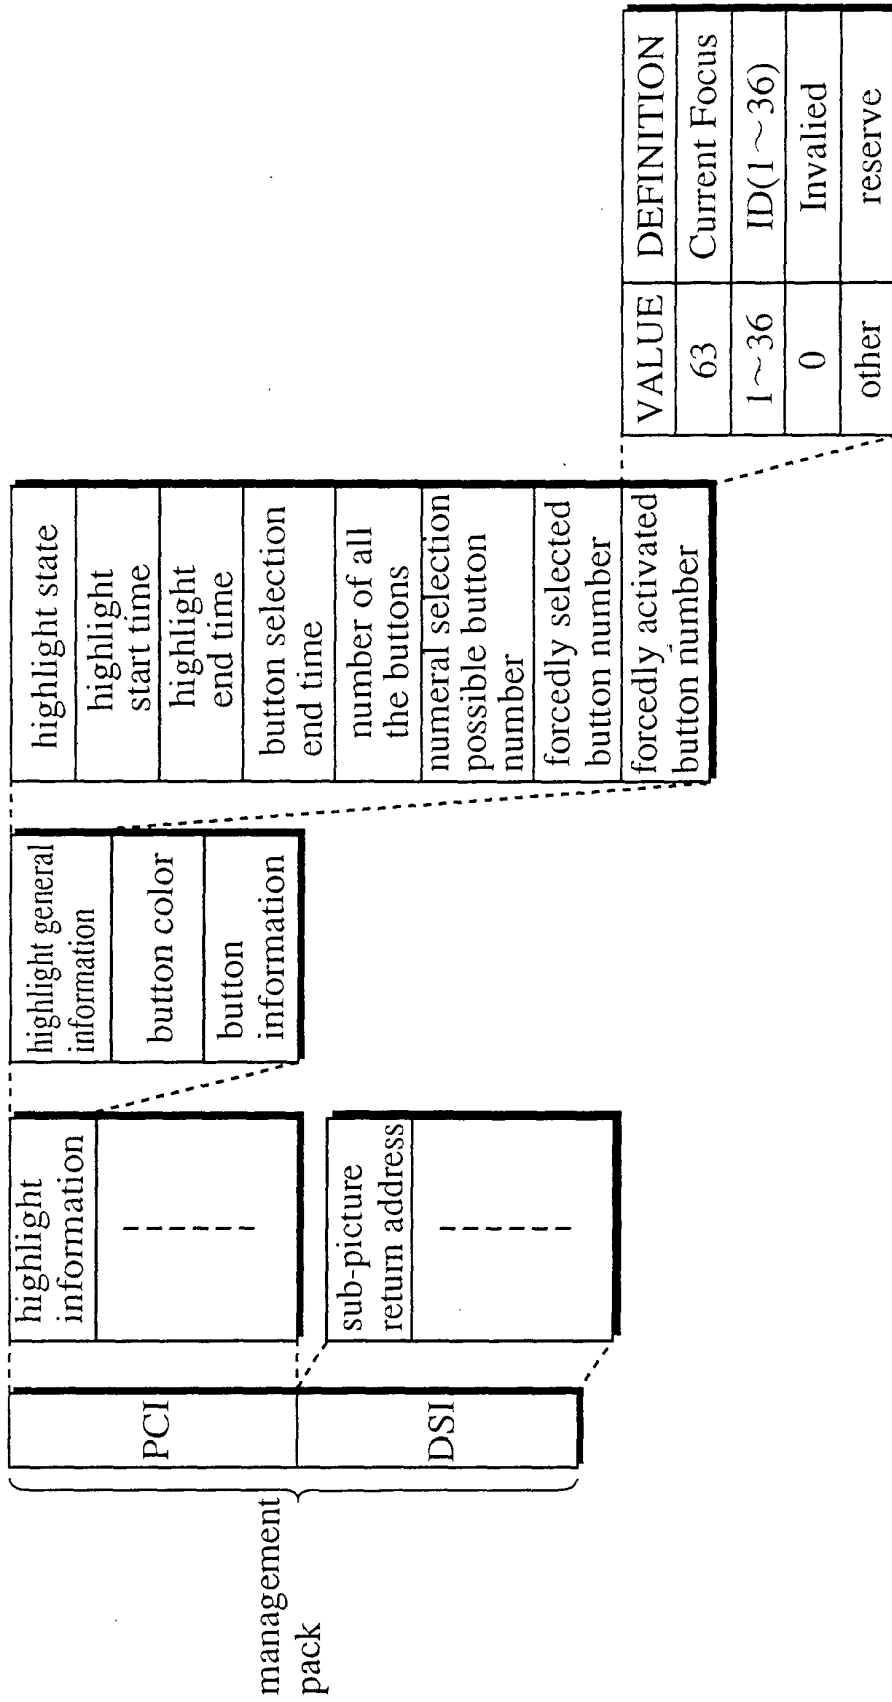 management
pack
PCI
DSI
highlight
information
sub-picture
return address
highlight general
information
button color
button
information
highlight state
highlight
start time
highlight
end time
button selection
end time
number of all
the buttons
numeral selection
possible button
number
forcedly selected
button number
forcedly activated
button number
VALUE DEFINITION
63 Current Focus
1~36 ID(1~36)
0 Invalied
other reserve